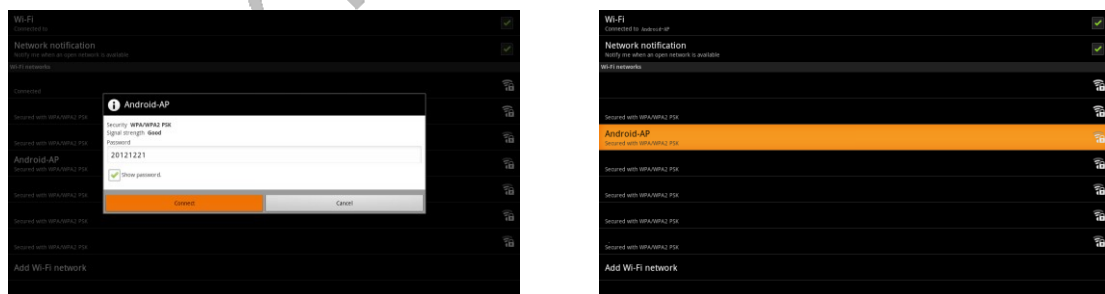 Wi-Fi
Connected to
Network notification
Notify me when an open network is available
Wi-Fi networks
Connected
Secured with WPA/WPA2 PSK
Secured with WPA/WPA2 PSK
Android-AP
Secured with WPA/WPA2 PSK
Secured with WPA/WPA2 PSK
Secured with WPA/WPA2 PSK
Secured with WPA/WPA2 PSK
Add Wi-Fi network
Android-AP
Security WPA/WPA2 PSK
Signal strength Good
Password
20121221
Show password.
Connect
Cancel
Wi-Fi
Connected to Android-AP
Network notification
Notify me when an open network is available
Wi-Fi networks
Secured with WPA/WPA2 PSK
Android-AP
Secured with WPA/WPA2 PSK
Secured with WPA/WPA2 PSK
Secured with WPA/WPA2 PSK
Secured with WPA/WPA2 PSK
Secured with WPA/WPA2 PSK
Add Wi-Fi network